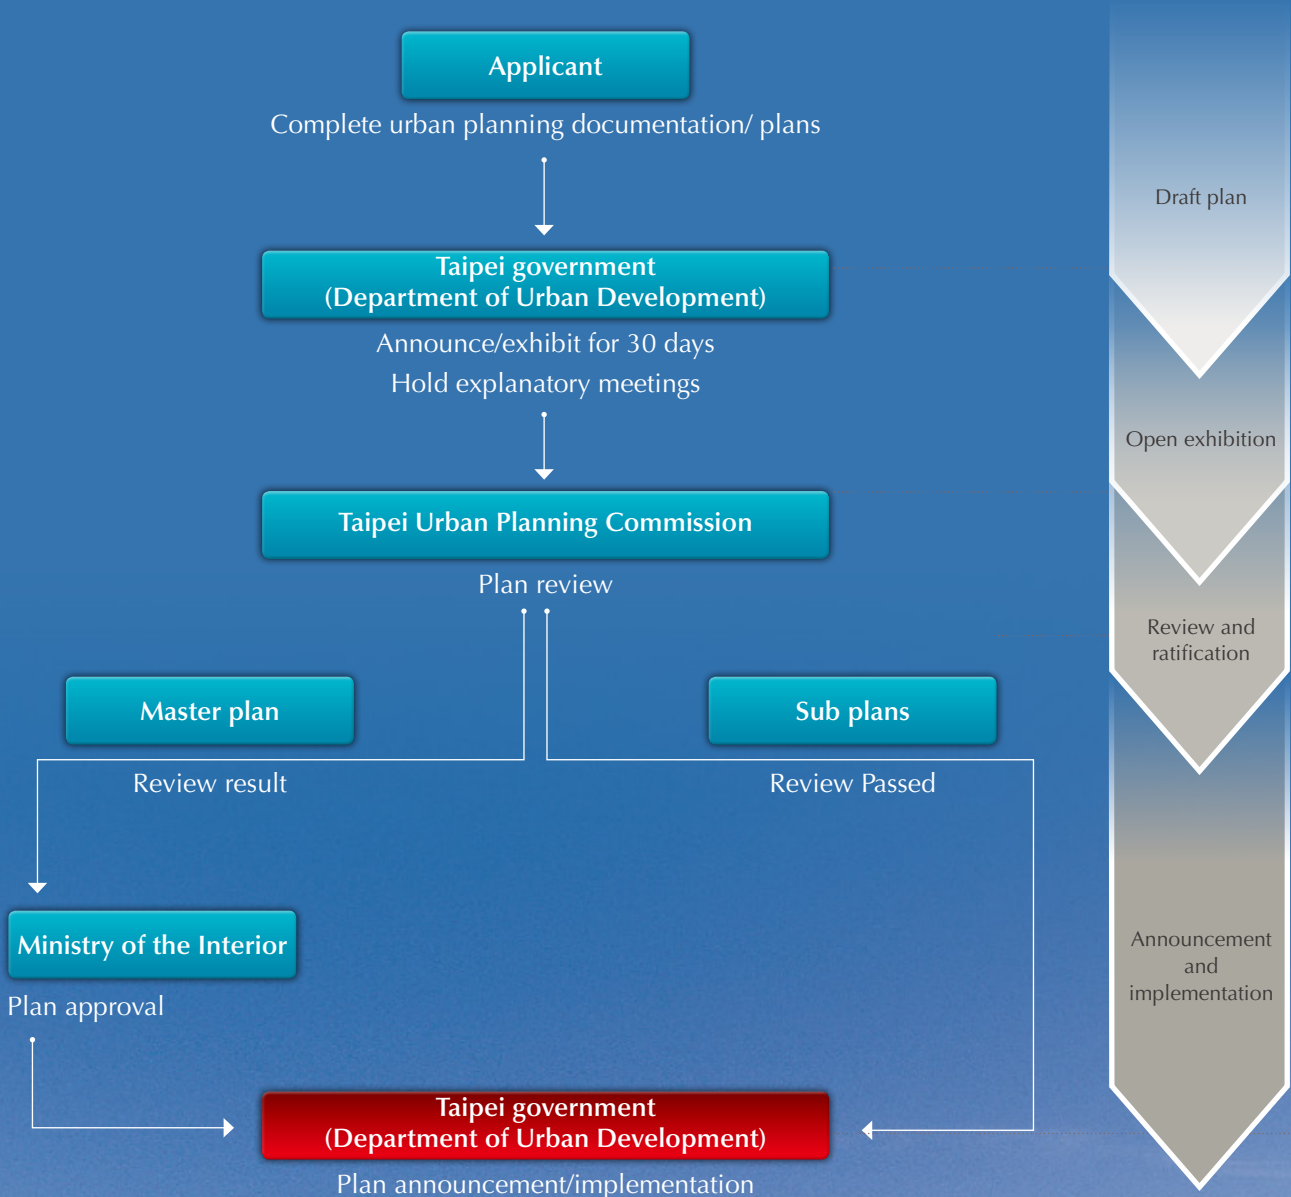 Applicant
Complete urban planning documentation/ plans
Draft plan
Taipei government
(Department of Urban Development)
Announce/exhibit for 30 days
Hold explanatory meetings
Open exhibition
Taipei Urban Planning Commission
Plan review
Review and
ratification
Master plan
Sub plans
Review result
Review Passed
Ministry of the Interior
Plan approval
Announcement
and
implementation
Taipei government
(Department of Urban Development)
Plan announcement/implementation